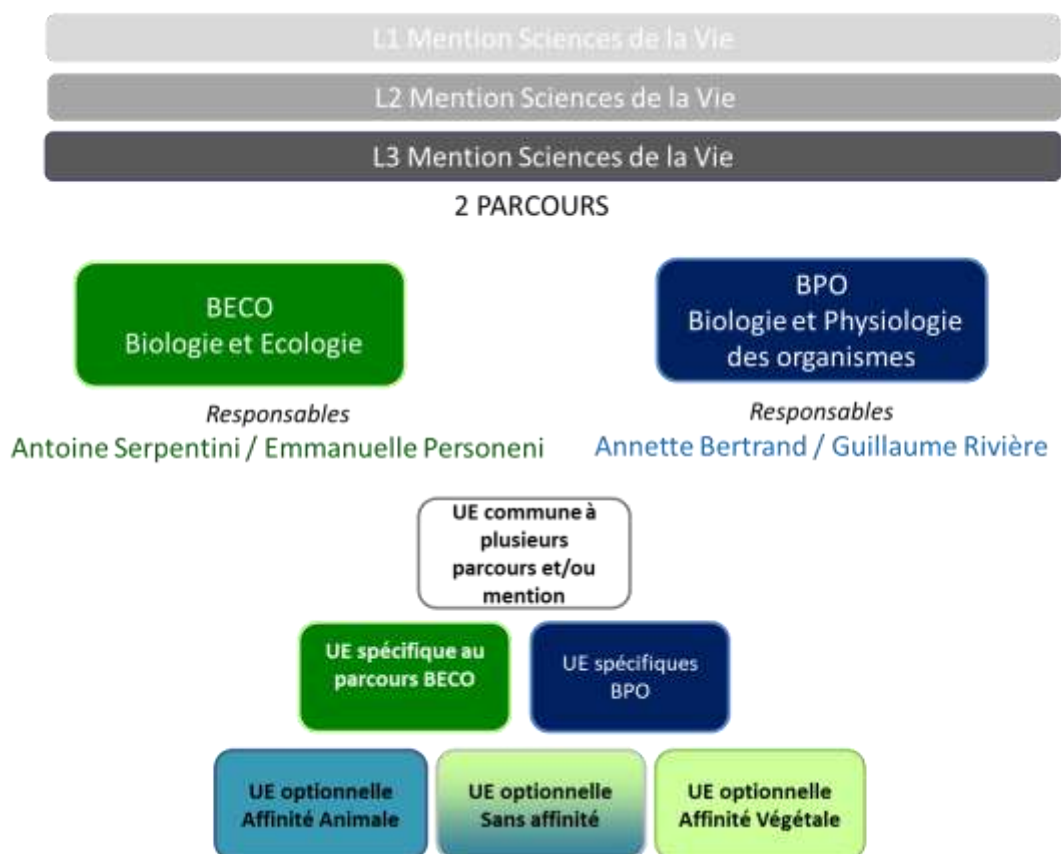 L1 Mention Sciences de la Vie
L2 Mention Sciences de la Vie
L3 Mention Sciences de la Vie
2 PARCOURS
BECO
Biologie et Ecologie
BPO
Biologie et Physiologie
des organismes
Responsables
Antoine Serpentini / Emmanuelle Personeni
Responsables
Annette Bertrand / Guillaume Rivière
UE commune à
plusieurs
parcours et/ou
mention
UE spécifique au
parcours BECO
UE spécifiques
BPO
UE optionnelle
Affinité Animale
UE optionnelle
Sans affinité
UE optionnelle
Affinité Végétale